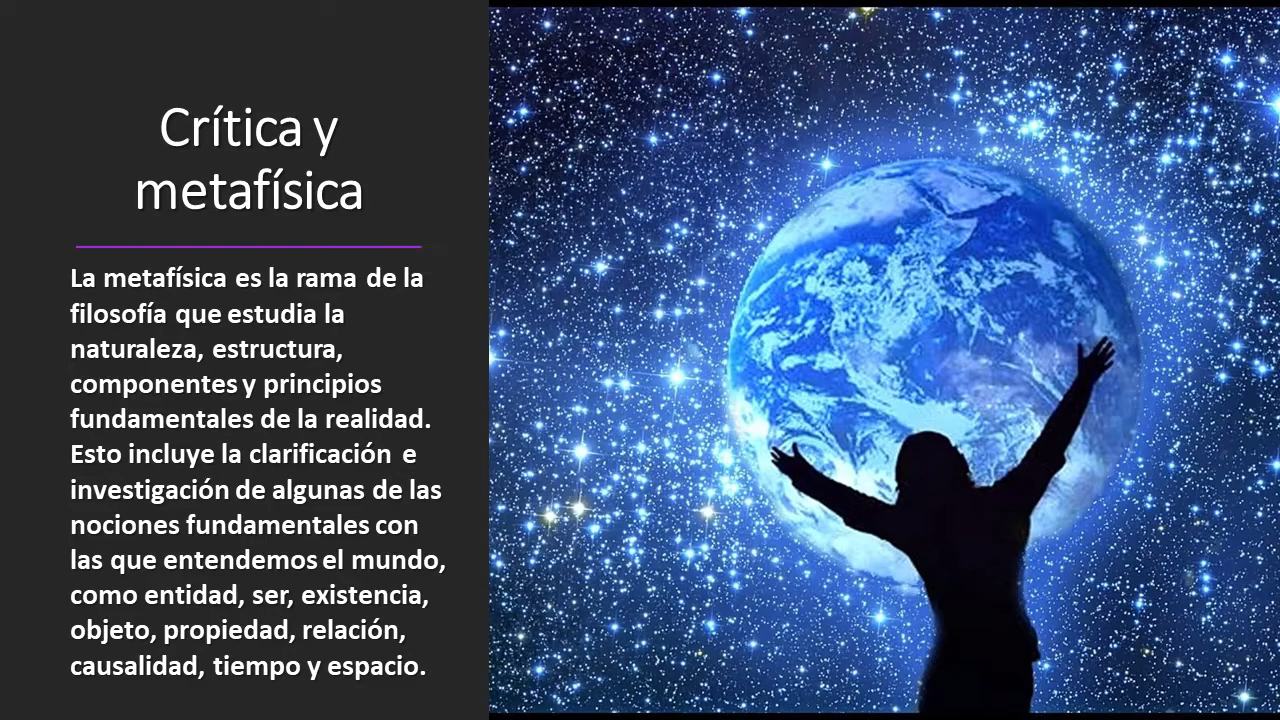 Crítica y
metafísica
La metafísica es la rama de la
filosofía que estudia la
naturaleza, estructura,
componentes y principios
fundamentales de la realidad.
Esto incluye la clarificación e
investigación de algunas de las
nociones fundamentales con
las que entendemos el mundo,
como entidad, ser, existencia,
objeto, propiedad, relación,
causalidad, tiempo y espacio.